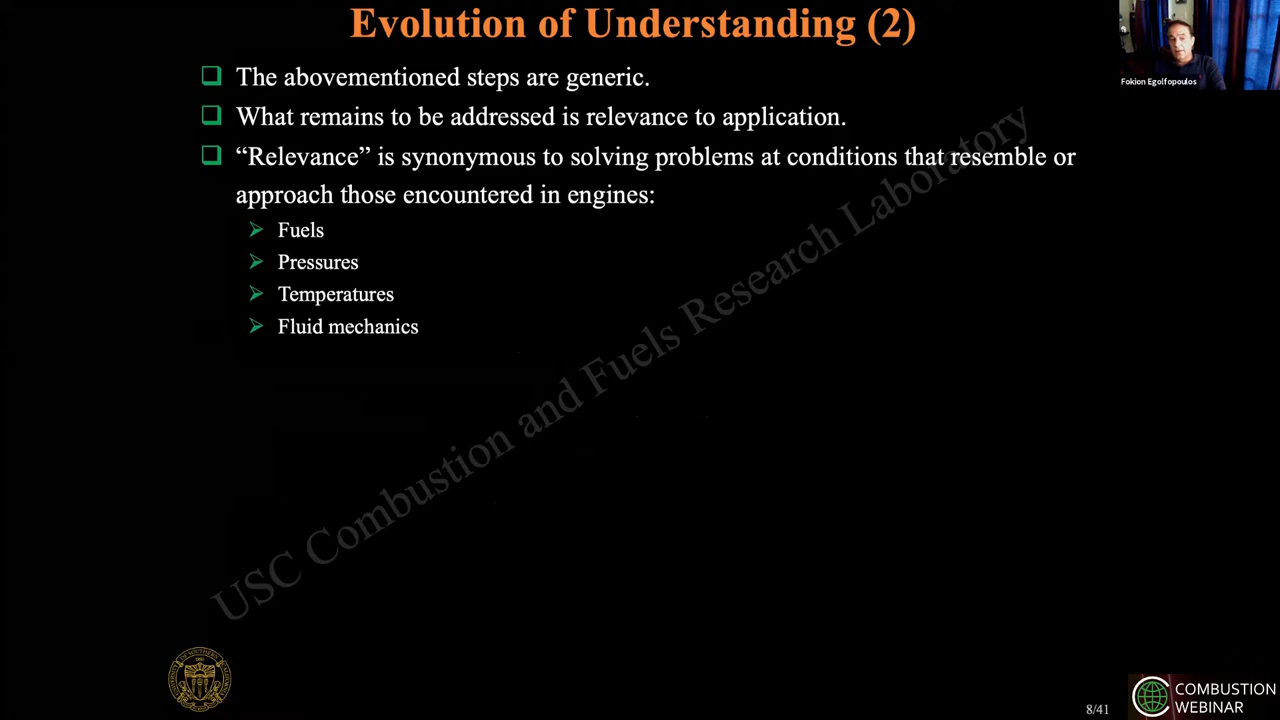 Evolution of Understanding (2)
Fokion Egolfopoulos
The abovementioned steps are generic.
What remains to be addressed is relevance to application.
“Relevance” is synonymous to solving problems at conditions that resemble or
approach those encountered in engines:
Fuels
Pressures
Temperatures
Fluid mechanics
USC Combustion and Fuels Research Laboratory
8/41
COMBUSTION
WEBINAR